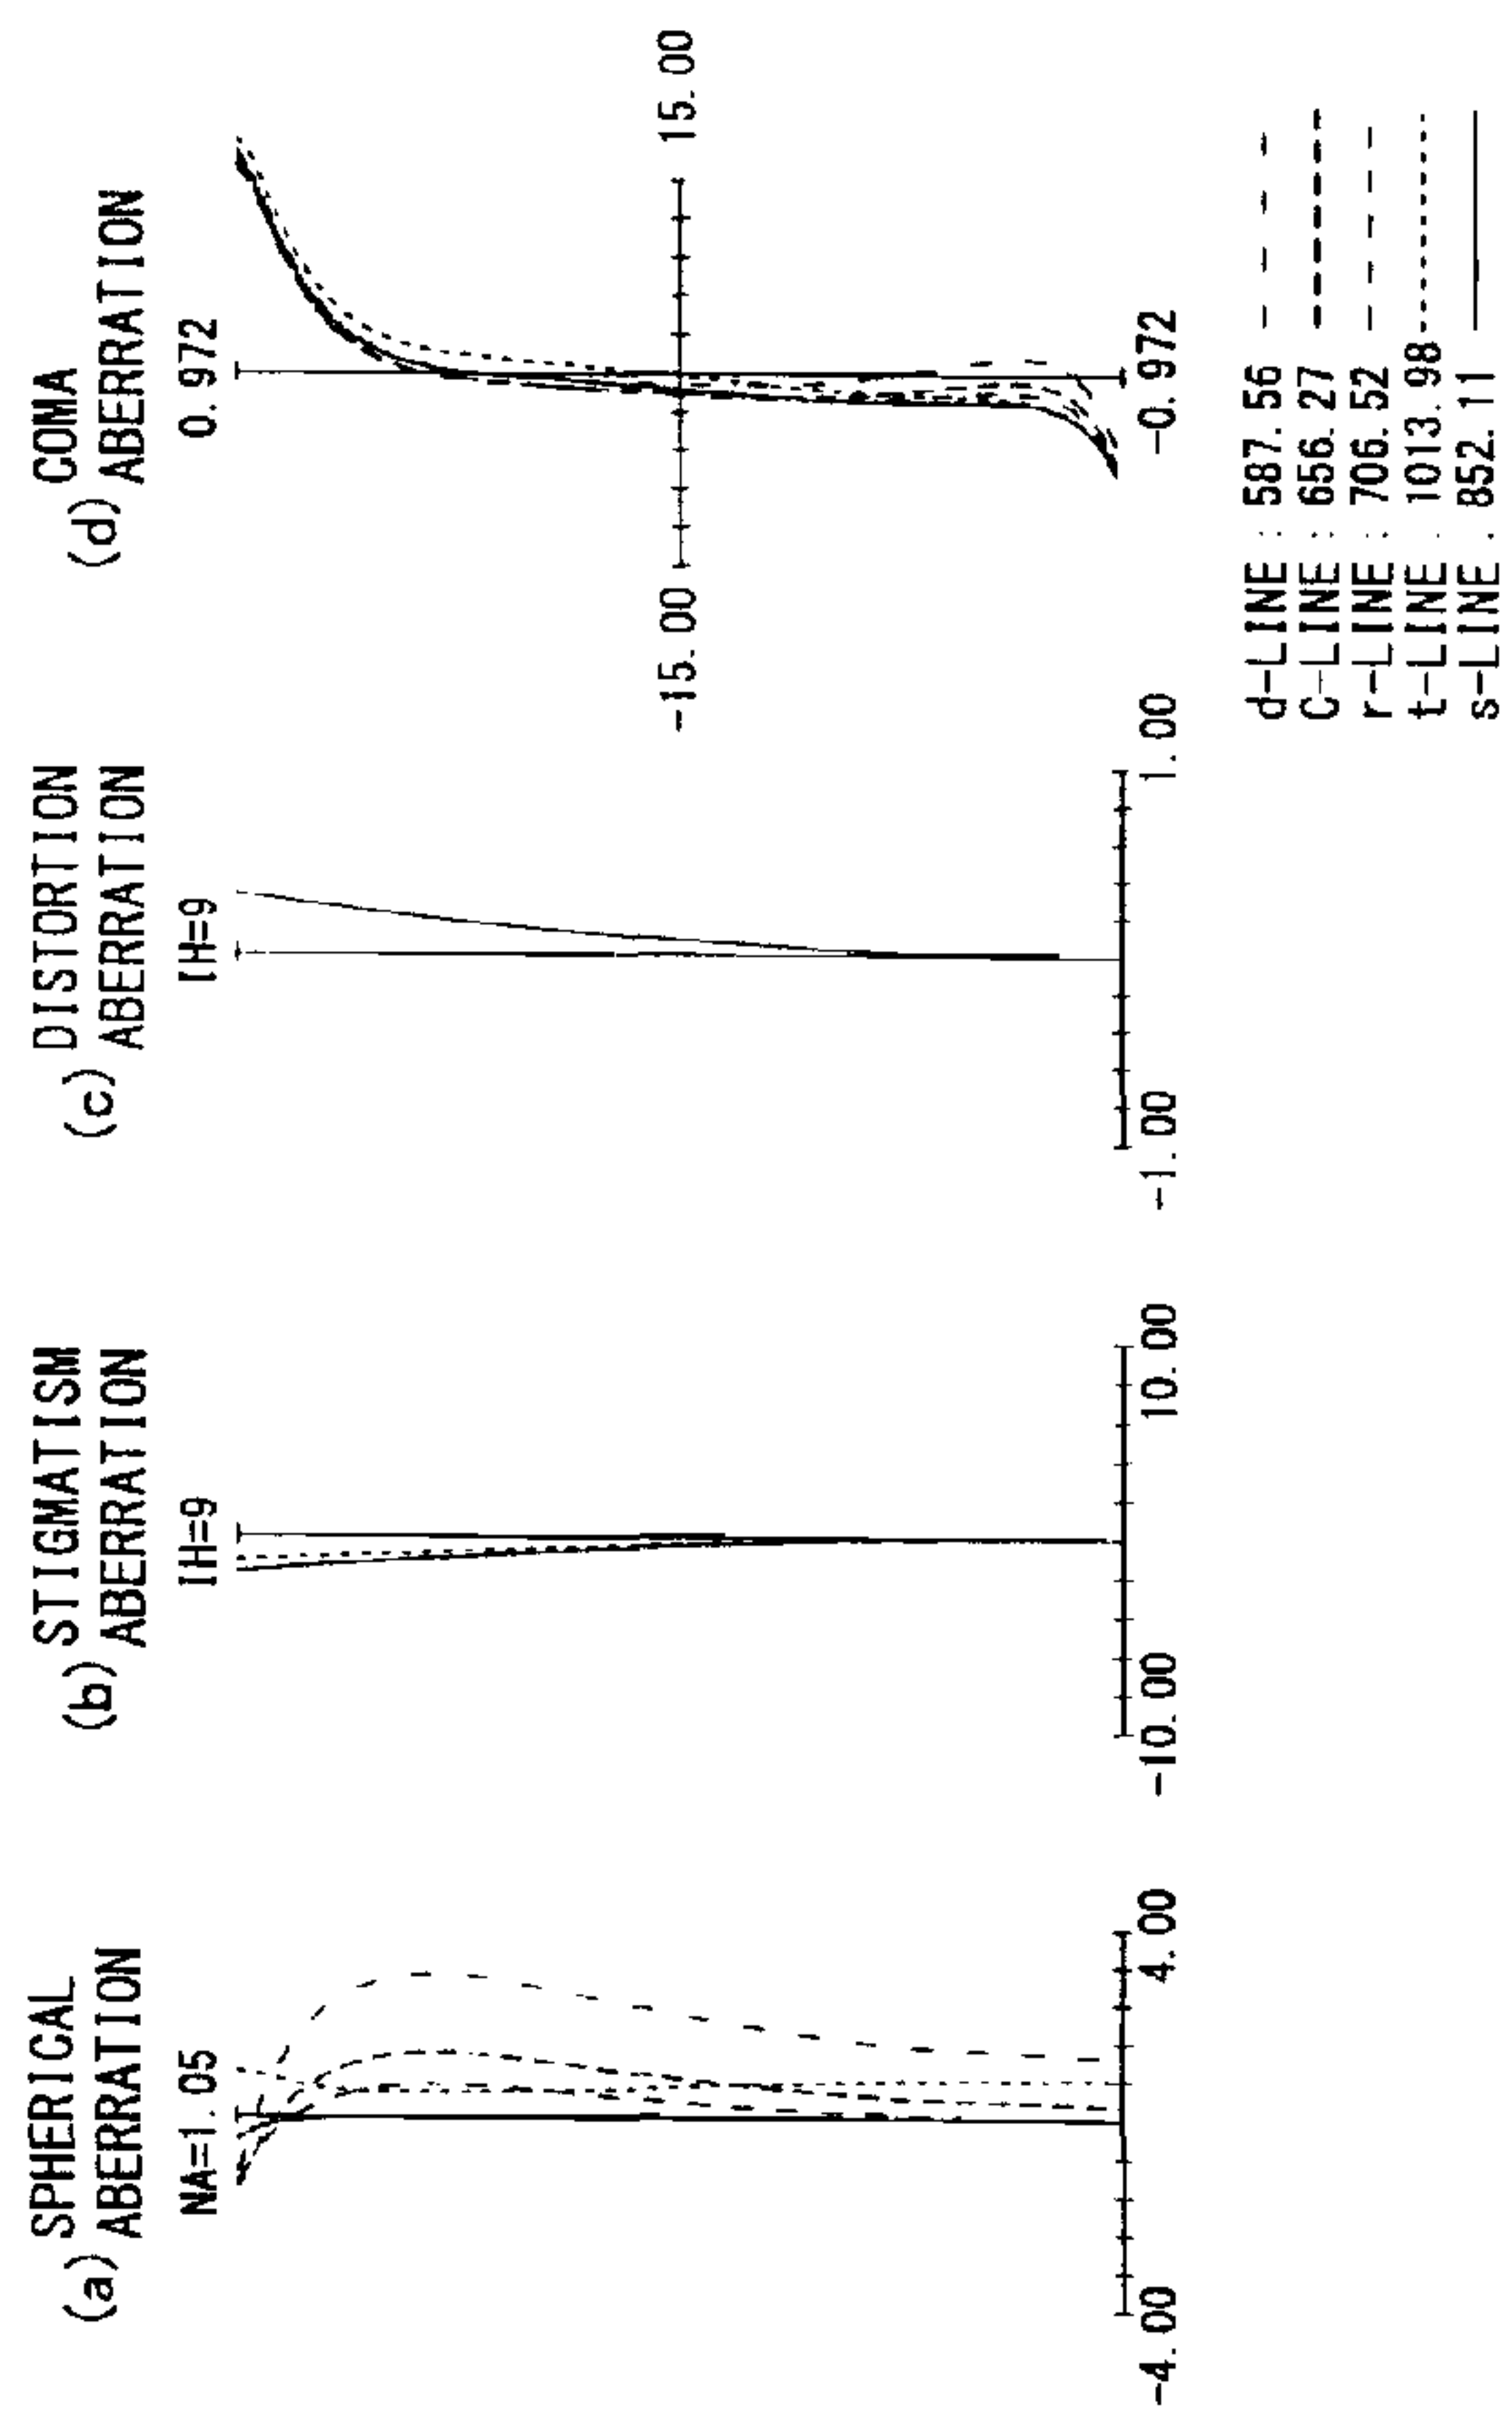 (a) SPHERICAL
ABERRATION
NA=1.05
-4.00
4.00
(b) STIGMATISM
ABERRATION
IH=9
-10.00
10.00
(c) DISTORTION
ABERRATION
IH=9
-1.00
1.00
(d) COMA
ABERRATION
0.972
-15.00
15.00
-0.972
d-LINE : 587.56
C-LINE : 656.27
r-LINE : 706.52
t-LINE : 1013.98
s-LINE : 852.11